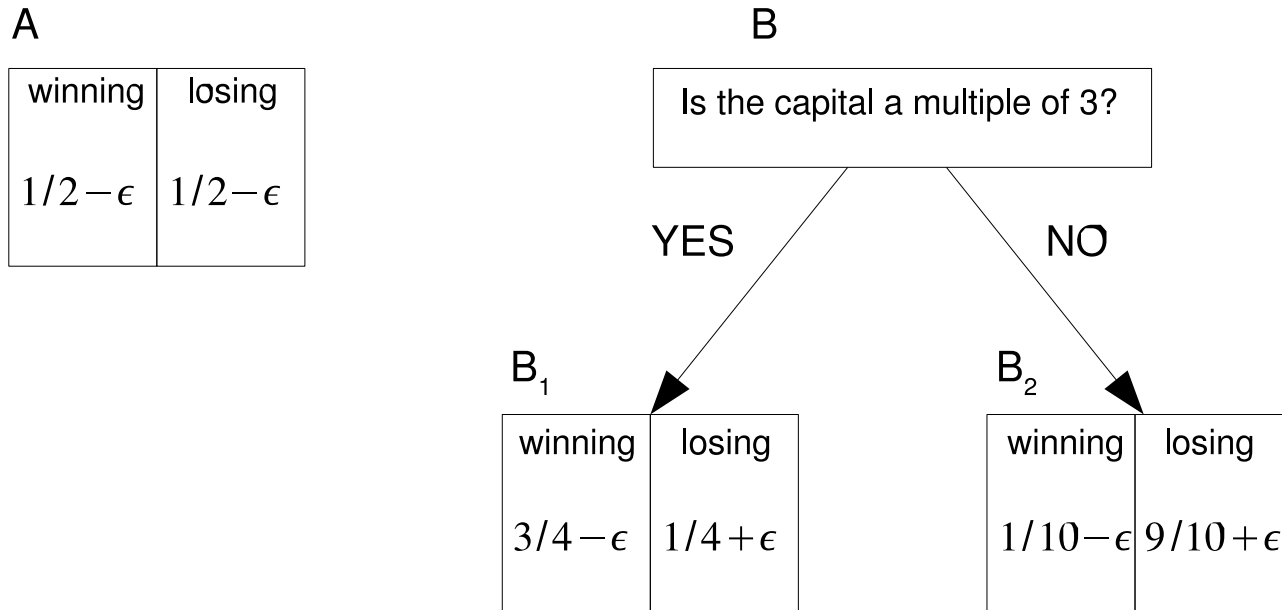 A
winning losing
1/2−ϵ 1/2−ϵ
B
Is the capital a multiple of 3?
YES NO
B₁
winning losing
3/4−ϵ 1/4+ϵ
B₂
winning losing
1/10−ϵ 9/10+ϵ